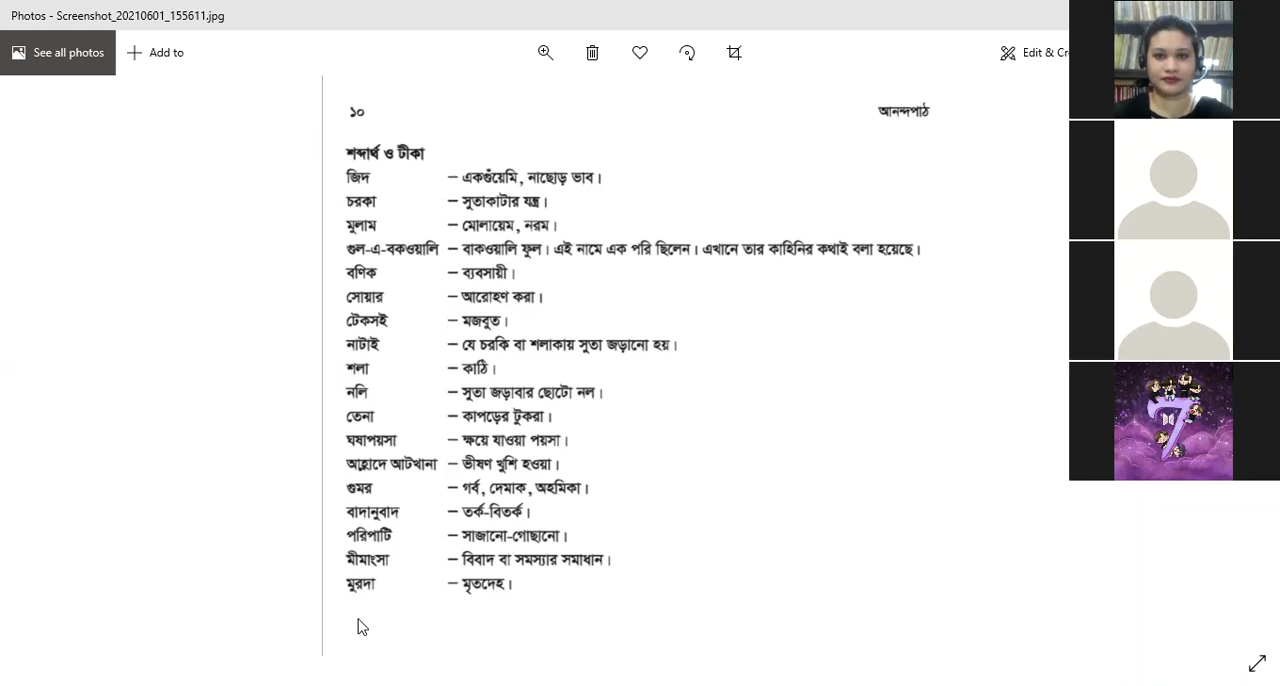 Photos - Screenshot_20210601_155611.jpg
See all photos
Add to
Edit & Cr
১০
আনন্দপাঠ
শব্দার্থ ও টীকা
জিদ – একগুঁয়েমি, নাছোড় ভাব।
চরকা – সুতাকাটার যন্ত্র।
মুলাম – মোলায়েম, নরম।
গুল-এ-বকওয়ালি – বাকওয়ালি ফুল। এই নামে এক পরি ছিলেন। এখানে তার কাহিনির কথাই বলা হয়েছে।
বণিক – ব্যবসায়ী।
সোয়ার – আরোহণ করা।
টেকসই – মজবুত।
নাটাই – যে চরকি বা শলাকায় সুতা জড়ানো হয়।
শলা – কাঠি।
নলি – সুতা জড়াবার ছোটো নল।
তেনা – কাপড়ের টুকরা।
ঘষাপয়সা – ক্ষয়ে যাওয়া পয়সা।
আহ্লাদে আটখানা – ভীষণ খুশি হওয়া।
গুমর – গর্ব, দেমাক, অহমিকা।
বাদানুবাদ – তর্ক-বিতর্ক।
পরিপাটি – সাজানো-গোছানো।
মীমাংসা – বিবাদ বা সমস্যার সমাধান।
মুরদা – মৃতদেহ।
7